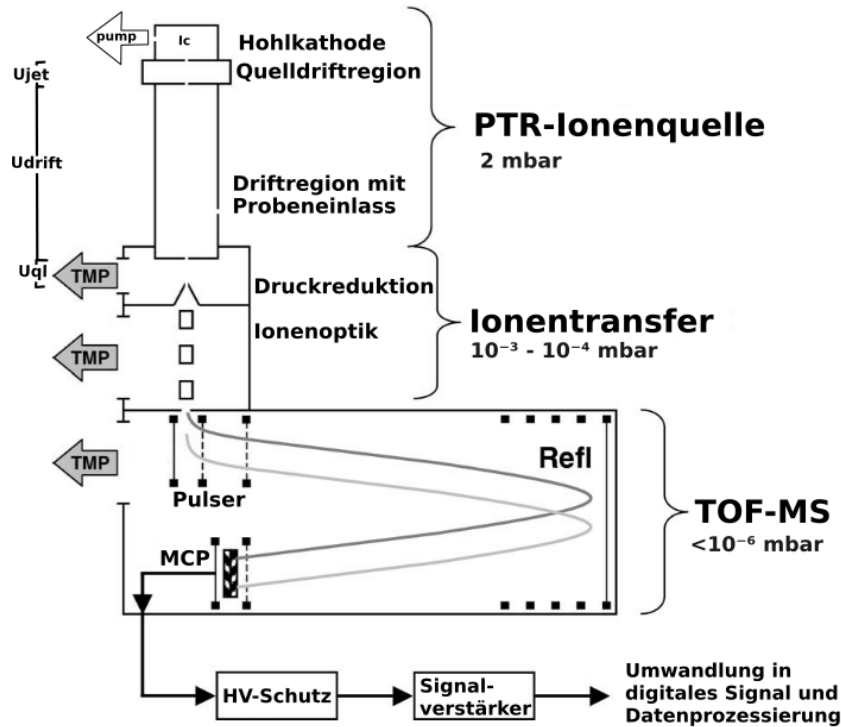 pump
Ic
Hohlkathode
Ujet
Quelldriftregion
PTR-Ionenquelle
2 mbar
Udrift
Driftregion mit
Probeneinlass
Uql
TMP
Druckreduktion
Ionenoptik
Ionentransfer
10⁻³ - 10⁻⁴ mbar
TMP
TMP
Refl
Pulser
TOF-MS
<10⁻⁶ mbar
MCP
HV-Schutz
Signal-
verstärker
Umwandlung in
digitales Signal und
Datenprozessierung